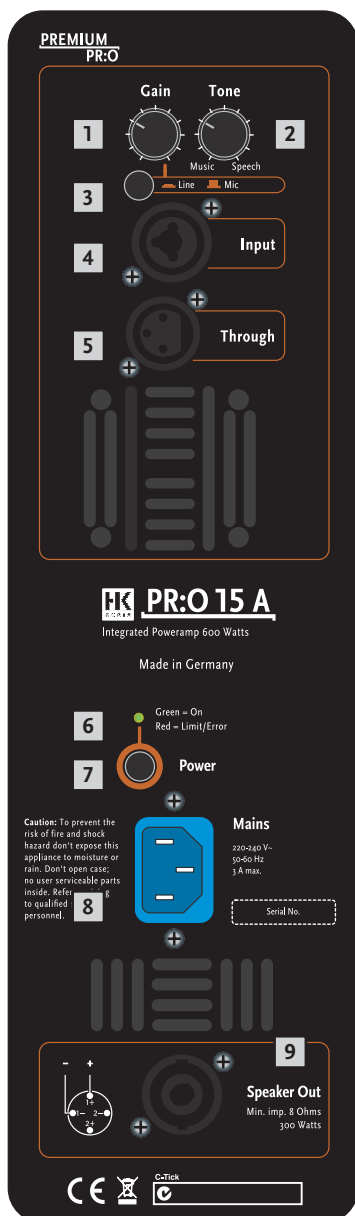 PREMIUM
PR:O
Gain Tone
1
2
Music Speech
3
Line Mic
4
Input
5
Through
HK
AUDIO
PR:O 15 A
Integrated Poweramp 600 Watts
Made in Germany
6
Green = On
Red = Limit/Error
7
Power
Caution: To prevent the
risk of fire and shock
hazard don't expose this
appliance to moisture or
rain. Don't open case;
no user serviceable parts
inside. Refer
to qualified
personnel.
8
Mains
220-240 V~
50-60 Hz
3 A max.
Serial No.
9
- +
1+
1- 2-
2+
Speaker Out
Min. imp. 8 Ohms
300 Watts
CE
C-Tick